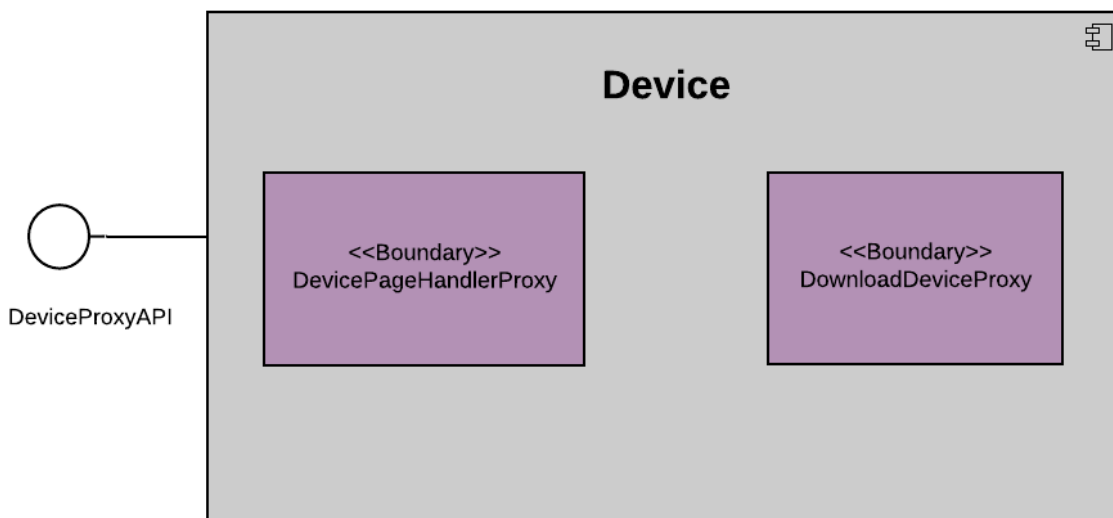 Device
<<Boundary>>
DevicePageHandlerProxy
<<Boundary>>
DownloadDeviceProxy
DeviceProxyAPI